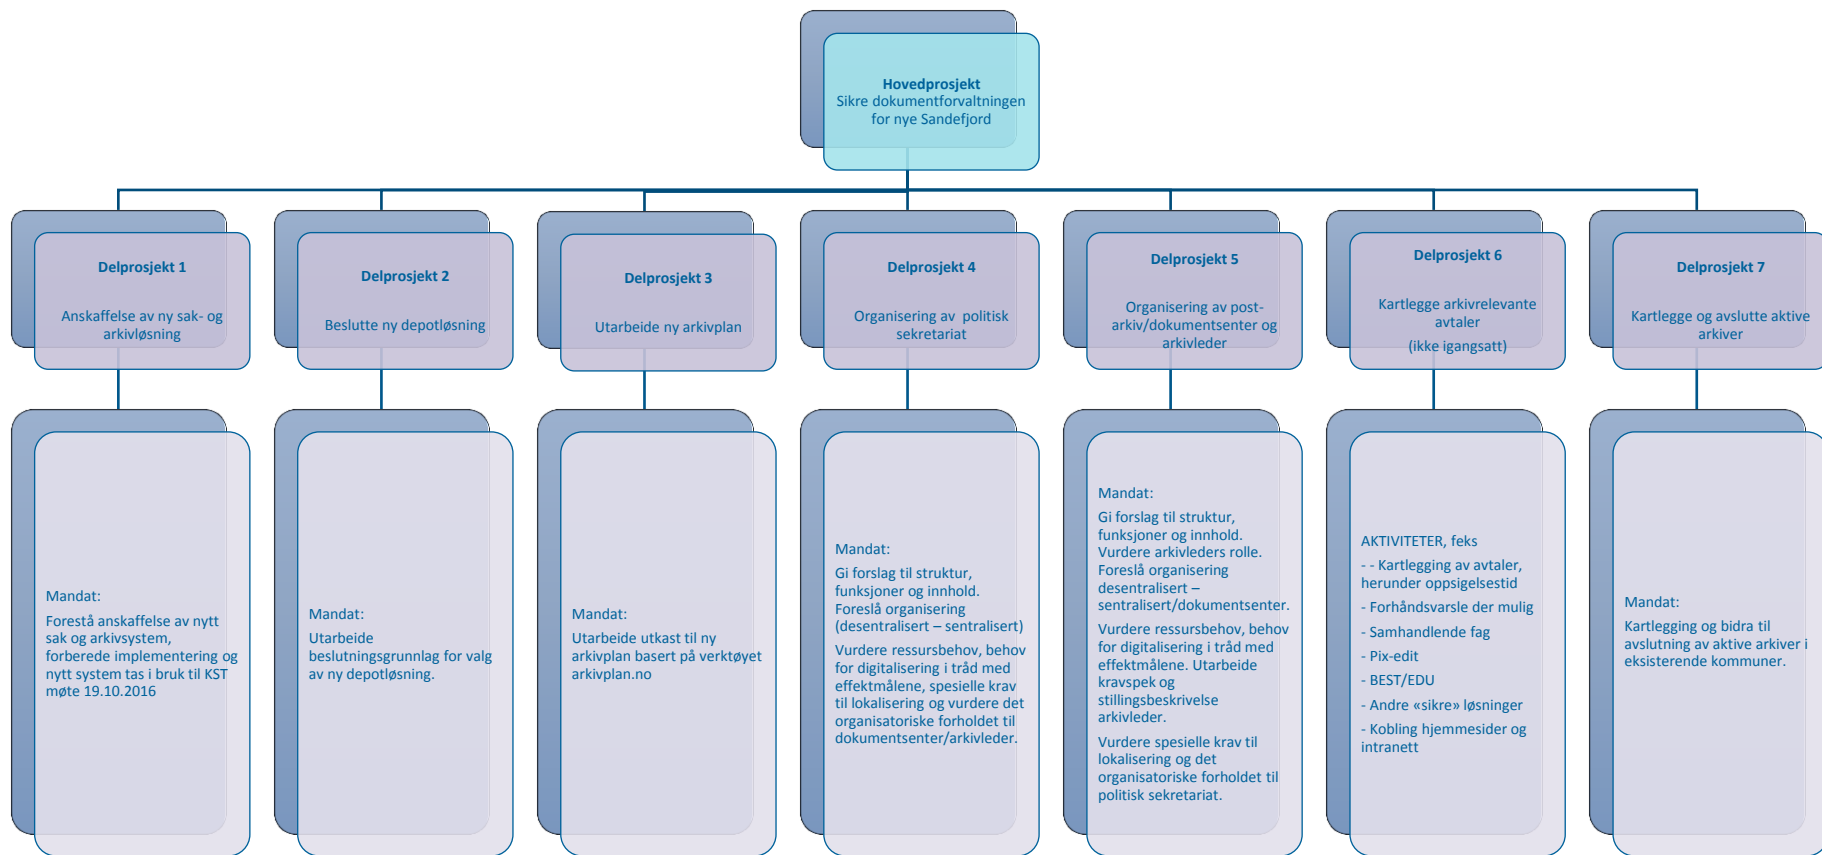 Hovedprosjekt
Sikre dokumentforvaltningen
for nye Sandefjord
Delprosjekt 1
Anskaffelse av ny sak- og
arkivløsning
Delprosjekt 2
Beslutte ny depotløsning
Delprosjekt 3
Utarbeide ny arkivplan
Delprosjekt 4
Organisering av politisk
sekretariat
Delprosjekt 5
Organisering av post-
arkiv/dokumentsenter og
arkivleder
Delprosjekt 6
Kartlegge arkivrelevante
avtaler
(ikke igangsatt)
Delprosjekt 7
Kartlegge og avslutte aktive
arkiver
Mandat:
Forestå anskaffelse av nytt
sak og arkivsystem,
forberede implementering og
nytt system tas i bruk til KST
møte 19.10.2016
Mandat:
Utarbeide
beslutningsgrunnlag for valg
av ny depotløsning.
Mandat:
Utarbeide utkast til ny
arkivplan basert på verktøyet
arkivplan.no
Mandat:
Gi forslag til struktur,
funksjoner og innhold.
Foreslå organisering
(desentralisert – sentralisert)
Vurdere ressursbehov, behov
for digitalisering i tråd med
effektmålene, spesielle krav
til lokalisering og vurdere det
organisatoriske forholdet til
dokumentsenter/arkivleder.
Mandat:
Gi forslag til struktur,
funksjoner og innhold.
Vurdere arkivleders rolle.
Foreslå organisering
desentralisert –
sentralisert/dokumentsenter.
Vurdere ressursbehov, behov
for digitalisering i tråd med
effektmålene. Utarbeide
kravspek og
stillingsbeskrivelse
arkivleder.
Vurdere spesielle krav til
lokalisering og det
organisatoriske forholdet til
politisk sekretariat.
AKTIVITETER, feks
- - Kartlegging av avtaler,
herunder oppsigelsestid
- Forhåndsvarsle der mulig
- Samhandlende fag
- Pix-edit
- BEST/EDU
- Andre «sikre» løsninger
- Kobling hjemmesider og
intranett
Mandat:
Kartlegging og bidra til
avslutning av aktive arkiver i
eksisterende kommuner.